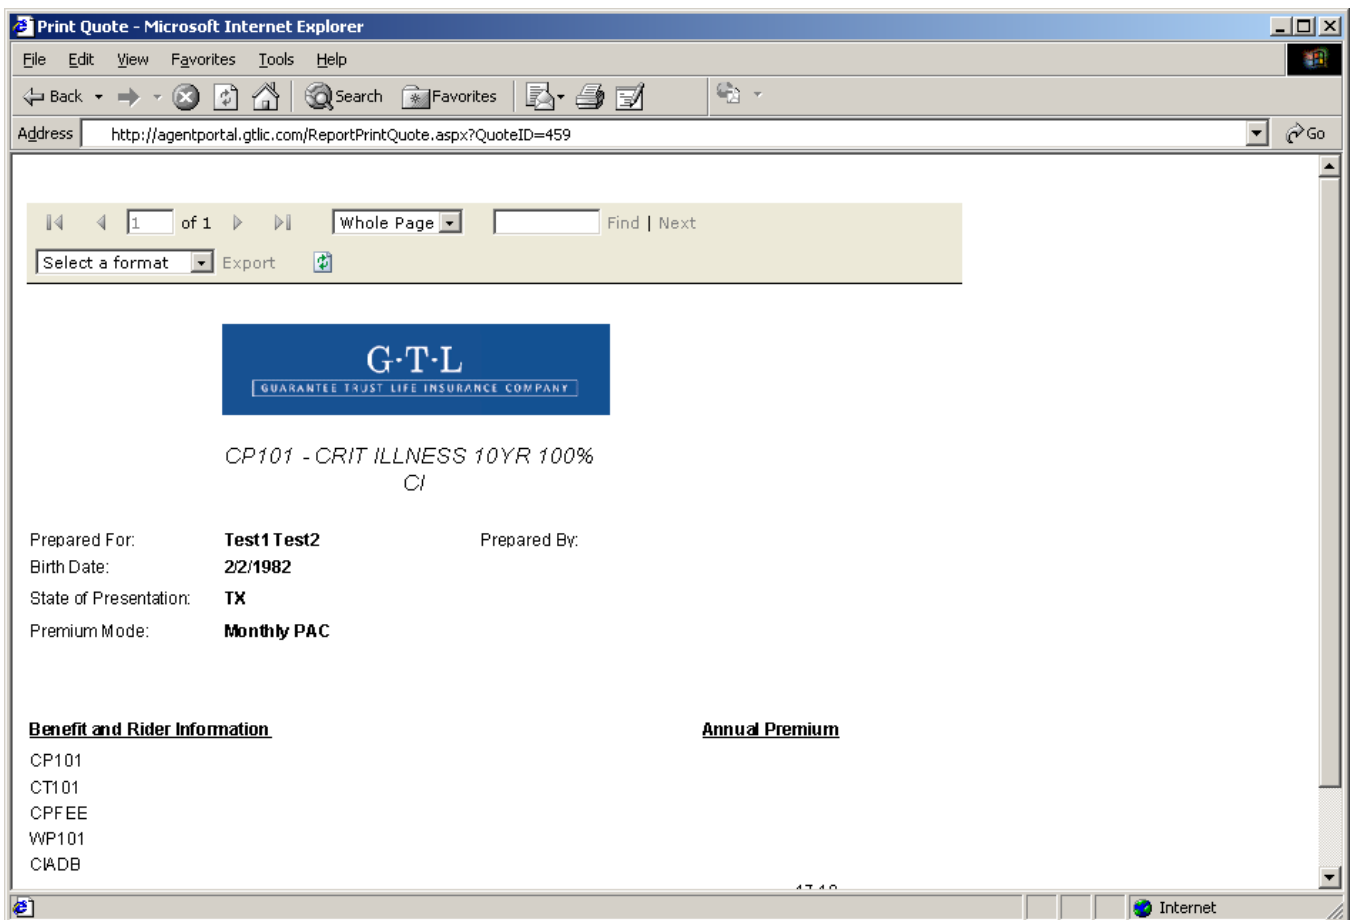 Print Quote - Microsoft Internet Explorer
File Edit View Favorites Tools Help
Back Search Favorites
Address http://agentportal.gtlic.com/ReportPrintQuote.aspx?QuoteID=459 Go
1 of 1 Whole Page Find | Next
Select a format Export
G·T·L
GUARANTEE TRUST LIFE INSURANCE COMPANY
CP101 - CRIT ILLNESS 10YR 100%
CI
Prepared For: Test1 Test2 Prepared By:
Birth Date: 2/2/1982
State of Presentation: TX
Premium Mode: Monthly PAC
Benefit and Rider Information Annual Premium
CP101
CT101
CPFEE
WP101
CIADB
Internet